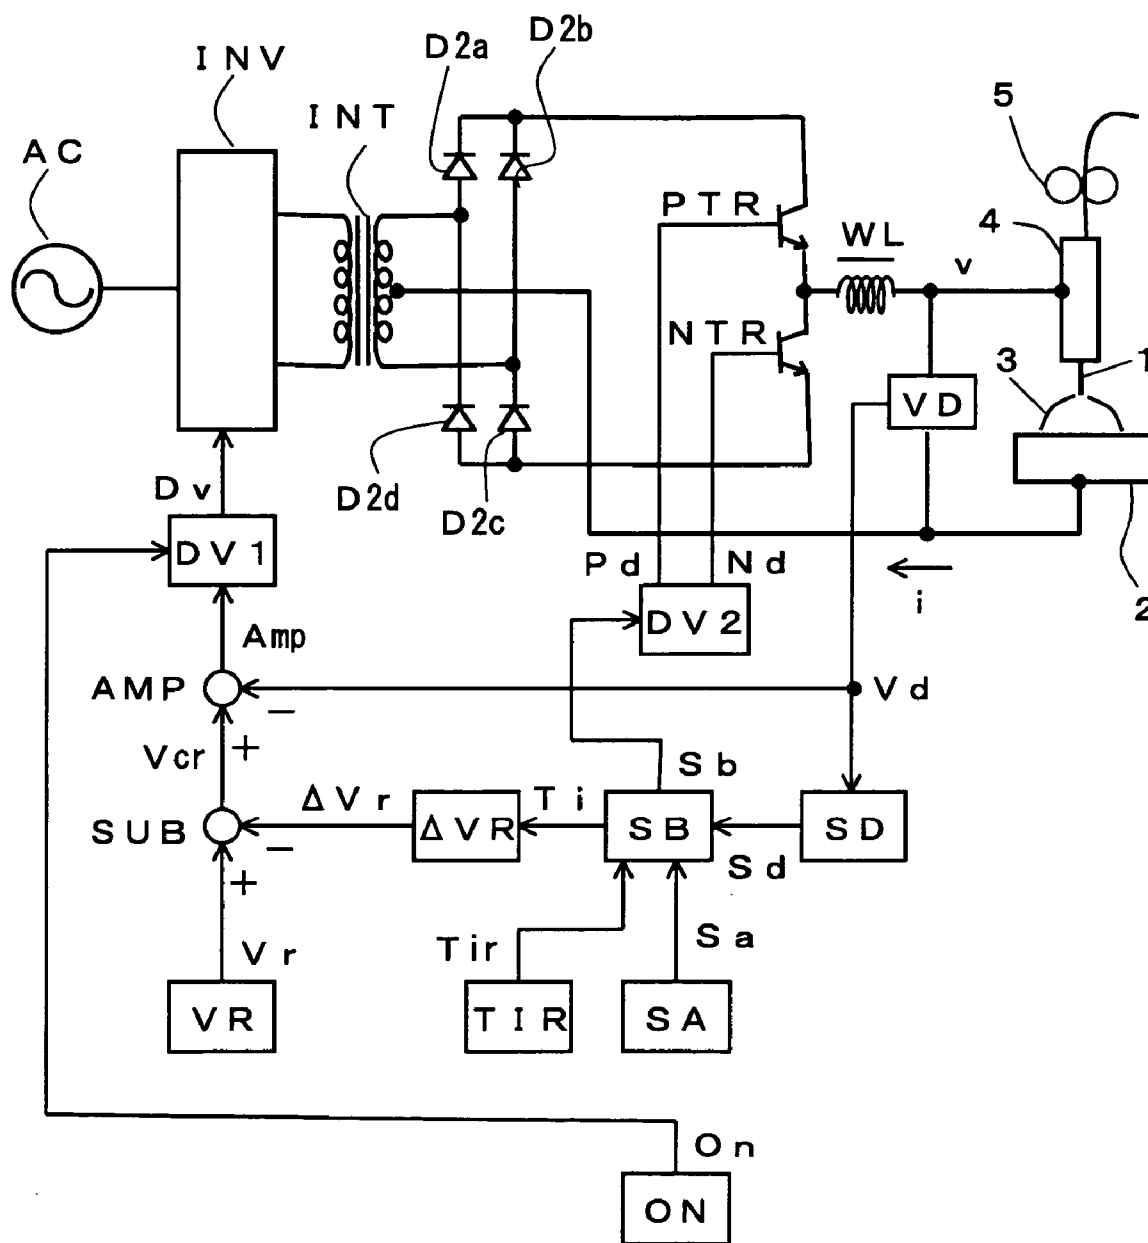 D2b
D2a
INV
INT
5
AC
PTR
4
WL
v
NTR
3
1
VD
Dv
D2d
D2c
DV1
Pd
Nd
i
2
DV2
Amp
AMP
−
Vd
Vcr
+
Sb
ΔVr
Ti
SUB
−
ΔVR
SB
SD
+
Sd
Vr
Tir
Sa
VR
TIR
SA
On
ON